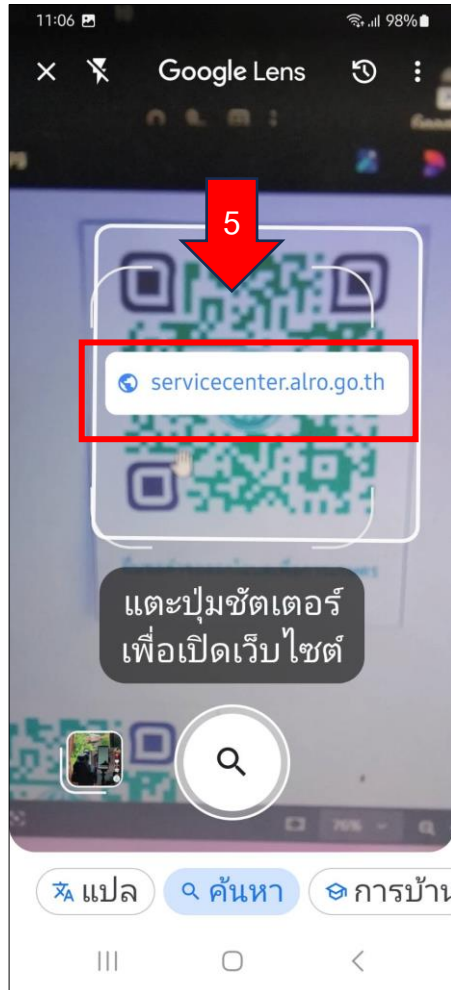 11:06
98%
Google Lens
5
servicecenter.alro.go.th
แตะปุ่มชัตเตอร์
เพื่อเปิดเว็บไซต์
76%
แปล
ค้นหา
การบ้าน